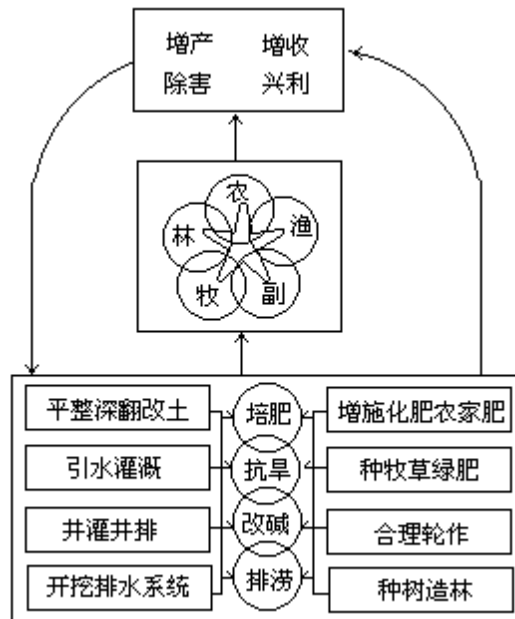 增产 增收
除害 兴利
农
林 渔
牧 副
平整深翻改土 培肥 增施化肥农家肥
引水灌溉 抗旱 种牧草绿肥
井灌井排 改碱 合理轮作
开挖排水系统 排涝 种树造林